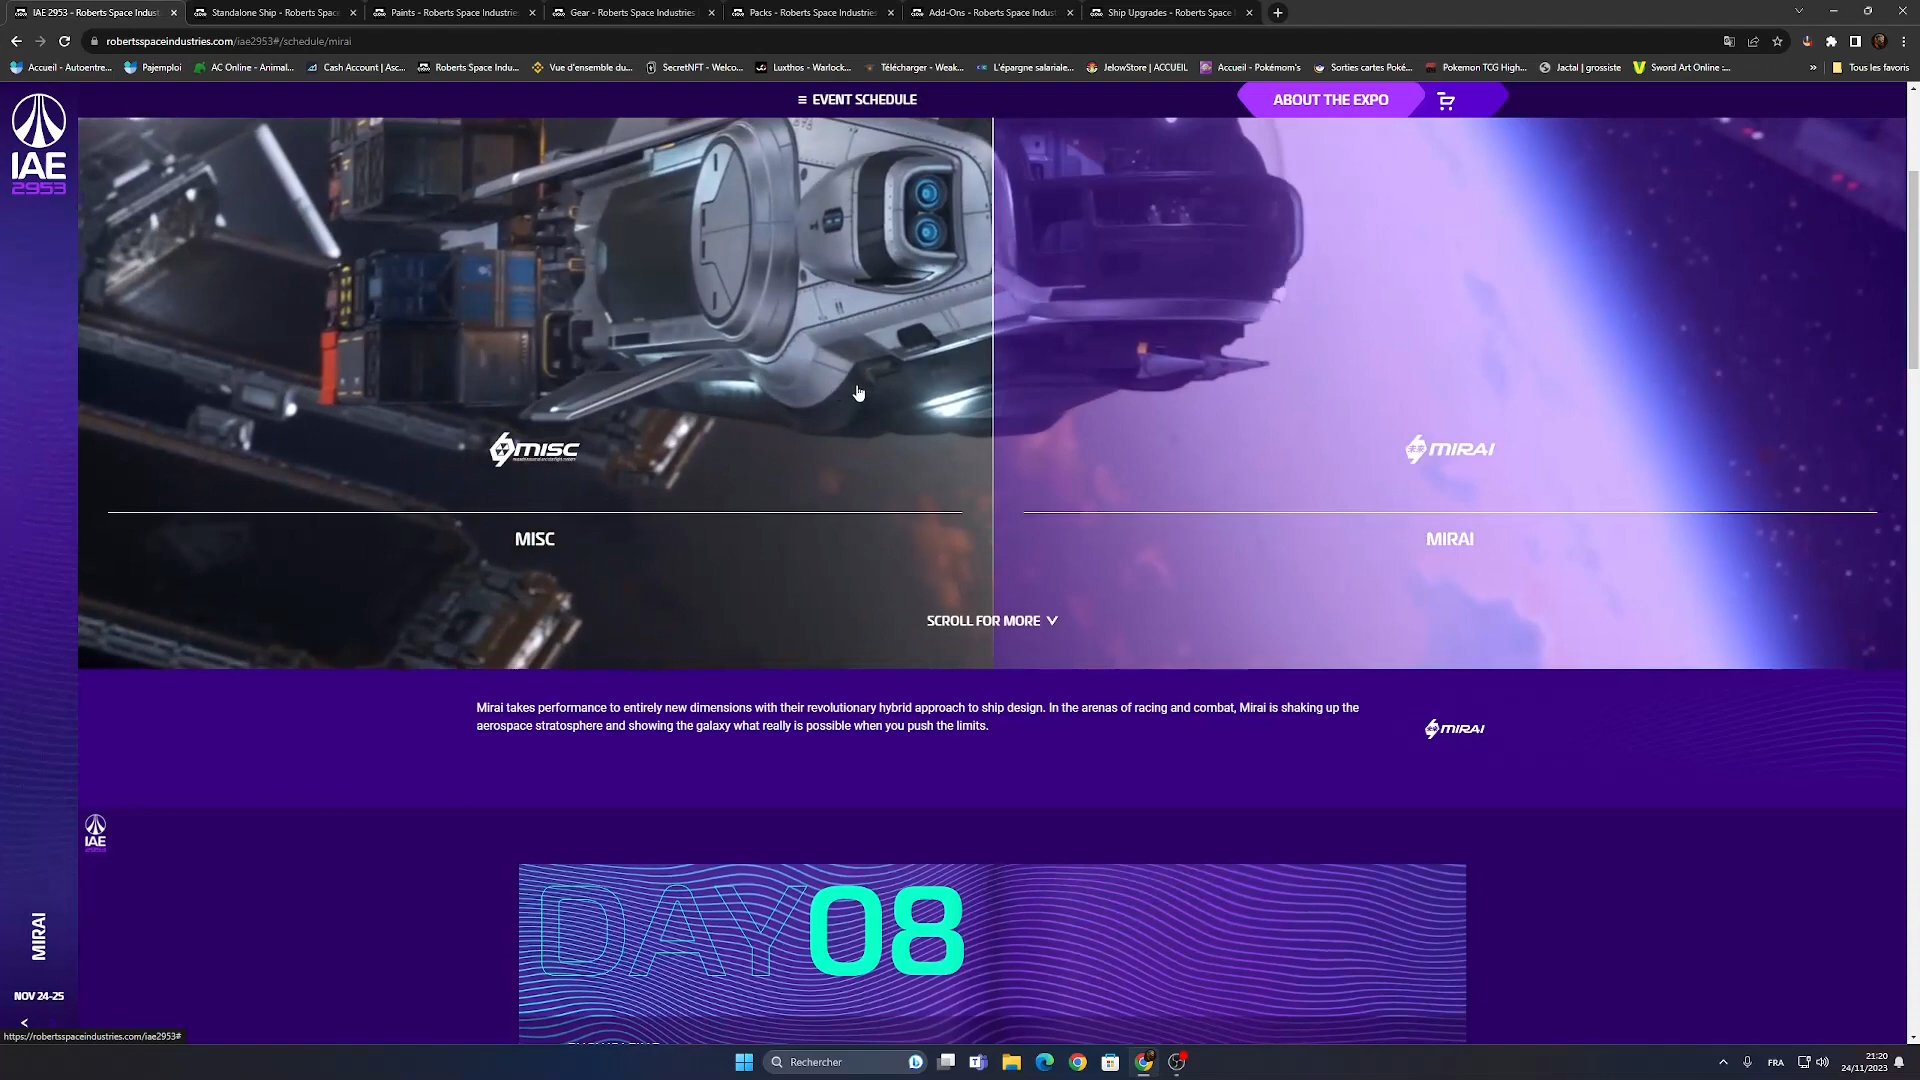 IAE 2953 - Roberts Space Indust
Standalone Ship - Roberts Space
Paints - Roberts Space Industrie
Gear - Roberts Space Industries
Packs - Roberts Space Industries
Add-Ons - Roberts Space Indust
Ship Upgrades - Roberts Space
robertsspaceindustries.com/iae2953#/schedule/mirai
Accueil - Autoentre...
Pajemploi
AC Online - Animal...
Cash Account | Asc...
Roberts Space Indu...
Vue d'ensemble du...
SecretNFT - Welco...
Luxthos - Warlock...
Télécharger - Weak...
L'épargne salariale...
JelowStore | ACCUEIL
Accueil - Pokémom's
Sorties cartes Poké...
Pokemon TCG High...
Jactal | grossiste
Sword Art Online :...
»
Tous les favoris
IAE
2953
EVENT SCHEDULE
ABOUT THE EXPO
MISC
未来 MIRAI
MISC
MIRAI
SCROLL FOR MORE
Mirai takes performance to entirely new dimensions with their revolutionary hybrid approach to ship design. In the arenas of racing and combat, Mirai is shaking up the
aerospace stratosphere and showing the galaxy what really is possible when you push the limits.
MIRAI
IAE
DAY 08
MIRAI
NOV 24-25
<
https://robertsspaceindustries.com/iae2953#
Rechercher
FRA
21:20
24/11/2023